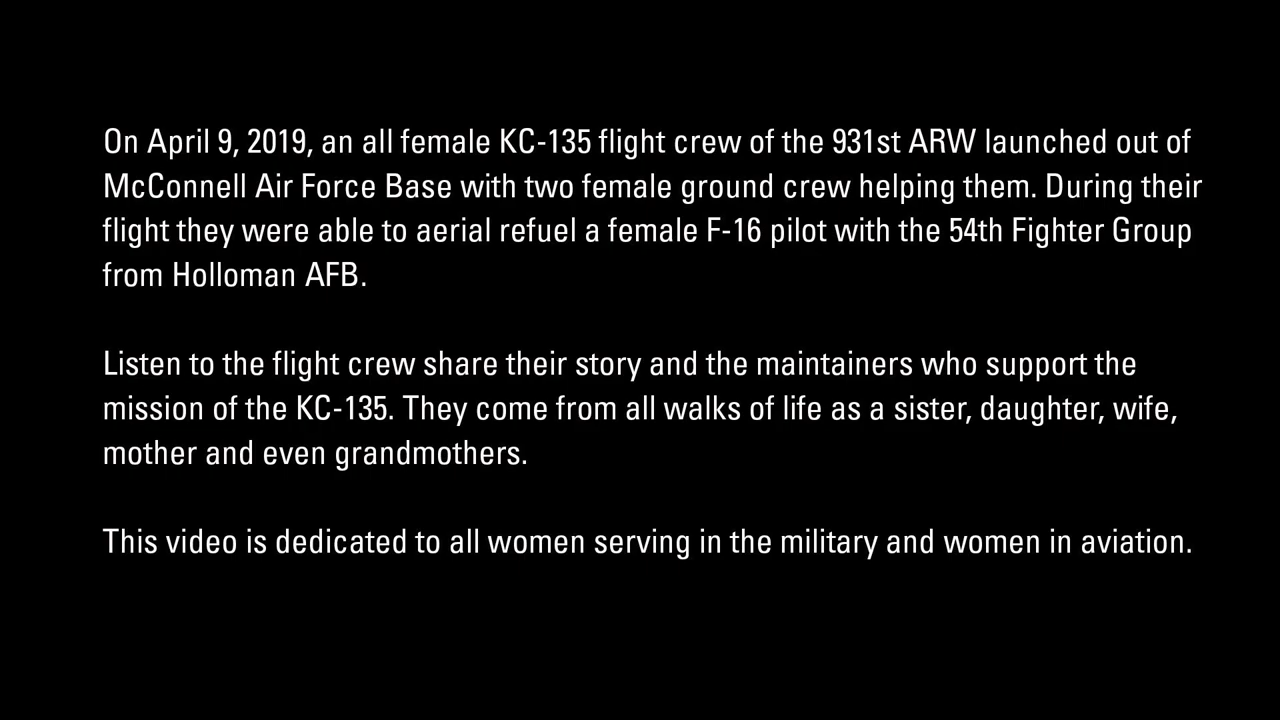 On April 9, 2019, an all female KC-135 flight crew of the 931st ARW launched out of
McConnell Air Force Base with two female ground crew helping them. During their
flight they were able to aerial refuel a female F-16 pilot with the 54th Fighter Group
from Holloman AFB.
Listen to the flight crew share their story and the maintainers who support the
mission of the KC-135. They come from all walks of life as a sister, daughter, wife,
mother and even grandmothers.
This video is dedicated to all women serving in the military and women in aviation.